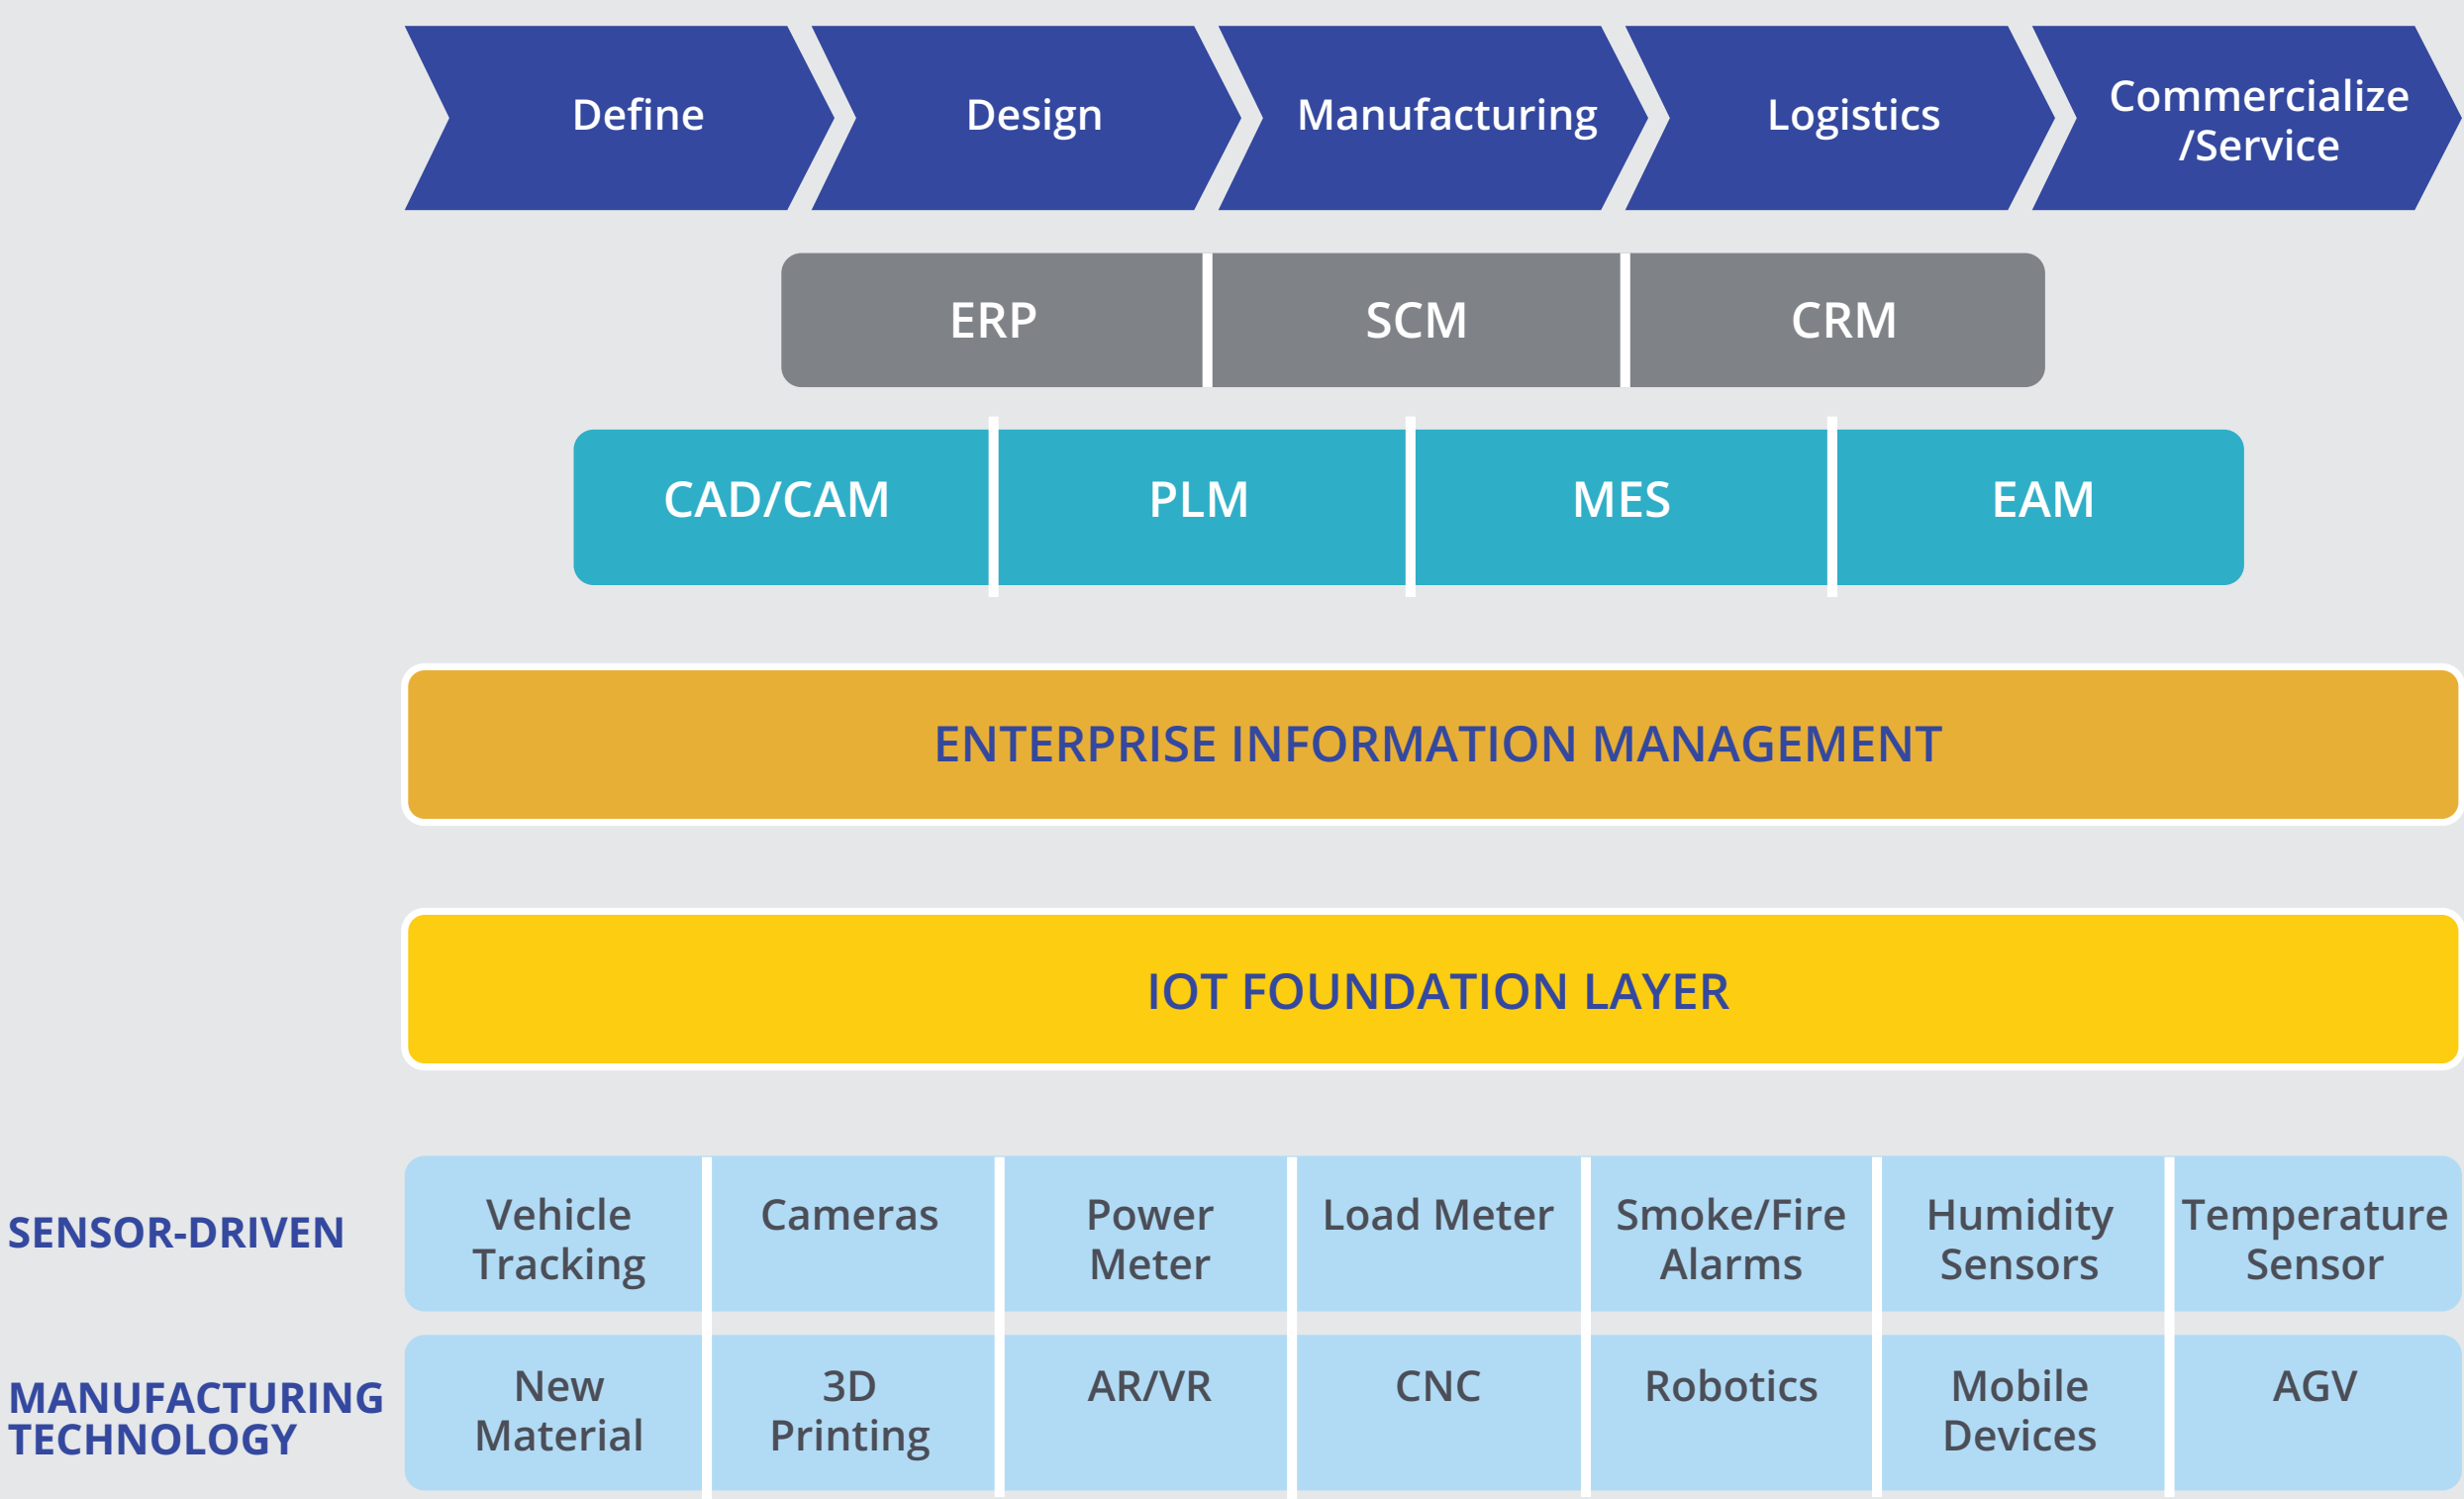 Define
Design
Manufacturing
Logistics
Commercialize
/Service
ERP
SCM
CRM
CAD/CAM
PLM
MES
EAM
ENTERPRISE INFORMATION MANAGEMENT
IOT FOUNDATION LAYER
SENSOR-DRIVEN
Vehicle
Tracking
Cameras
Power
Meter
Load Meter
Smoke/Fire
Alarms
Humidity
Sensors
Temperature
Sensor
MANUFACTURING
TECHNOLOGY
New
Material
3D
Printing
AR/VR
CNC
Robotics
Mobile
Devices
AGV